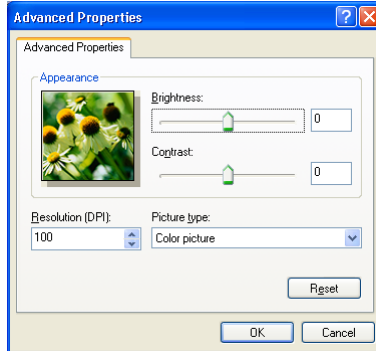 Advanced Properties
Advanced Properties
Appearance
Brightness:
0
Contrast:
0
Resolution (DPI):
Picture type:
100
Color picture
Reset
OK
Cancel